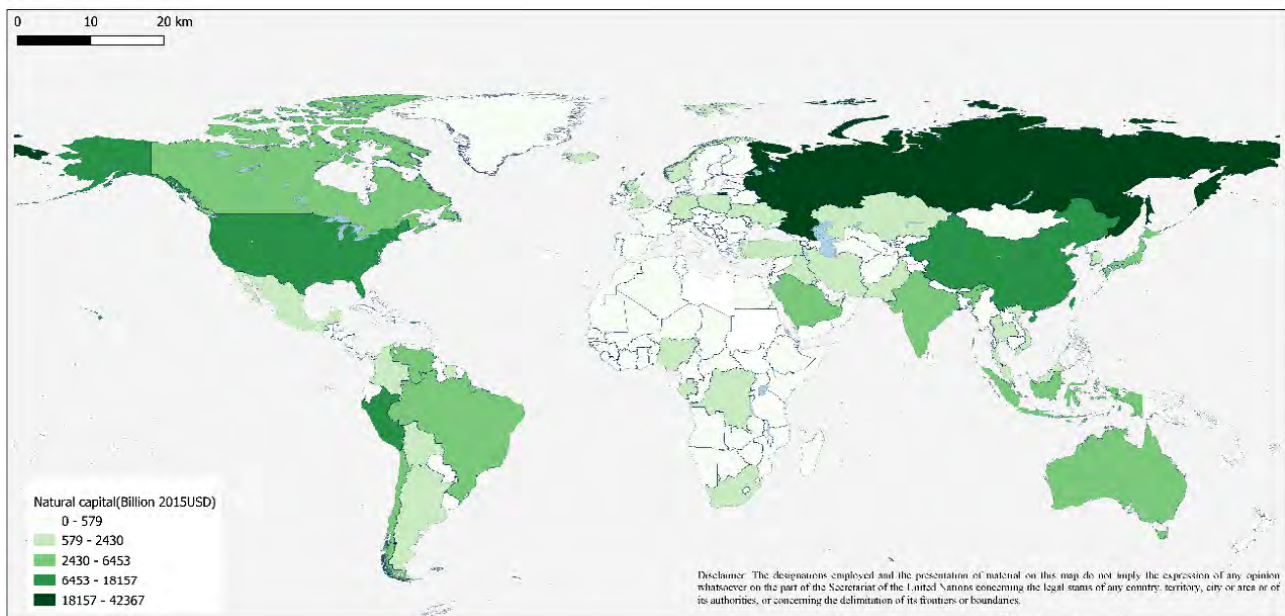 0 10 20 km
Natural capital(Billion 2015USD)
0 - 579
579 - 2430
2430 - 6453
6453 - 18157
18157 - 42367
Disclaimer The designations employed and the presentation of material on this map do not imply the expression of any opinion
whatsoever on the part of the Secretariat of the United Nations concerning the legal status of any country, territory, city or area or of
its authorities, or concerning the delimitation of its frontiers or boundaries.